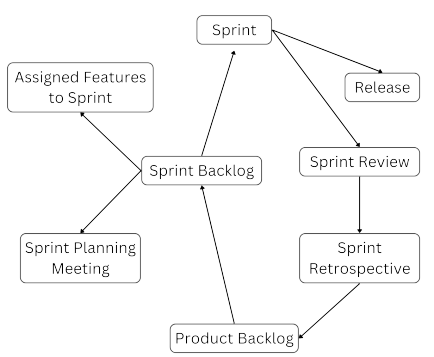 Sprint
Assigned Features
to Sprint
Release
Sprint Review
Sprint Backlog
Sprint Planning
Meeting
Sprint
Retrospective
Product Backlog